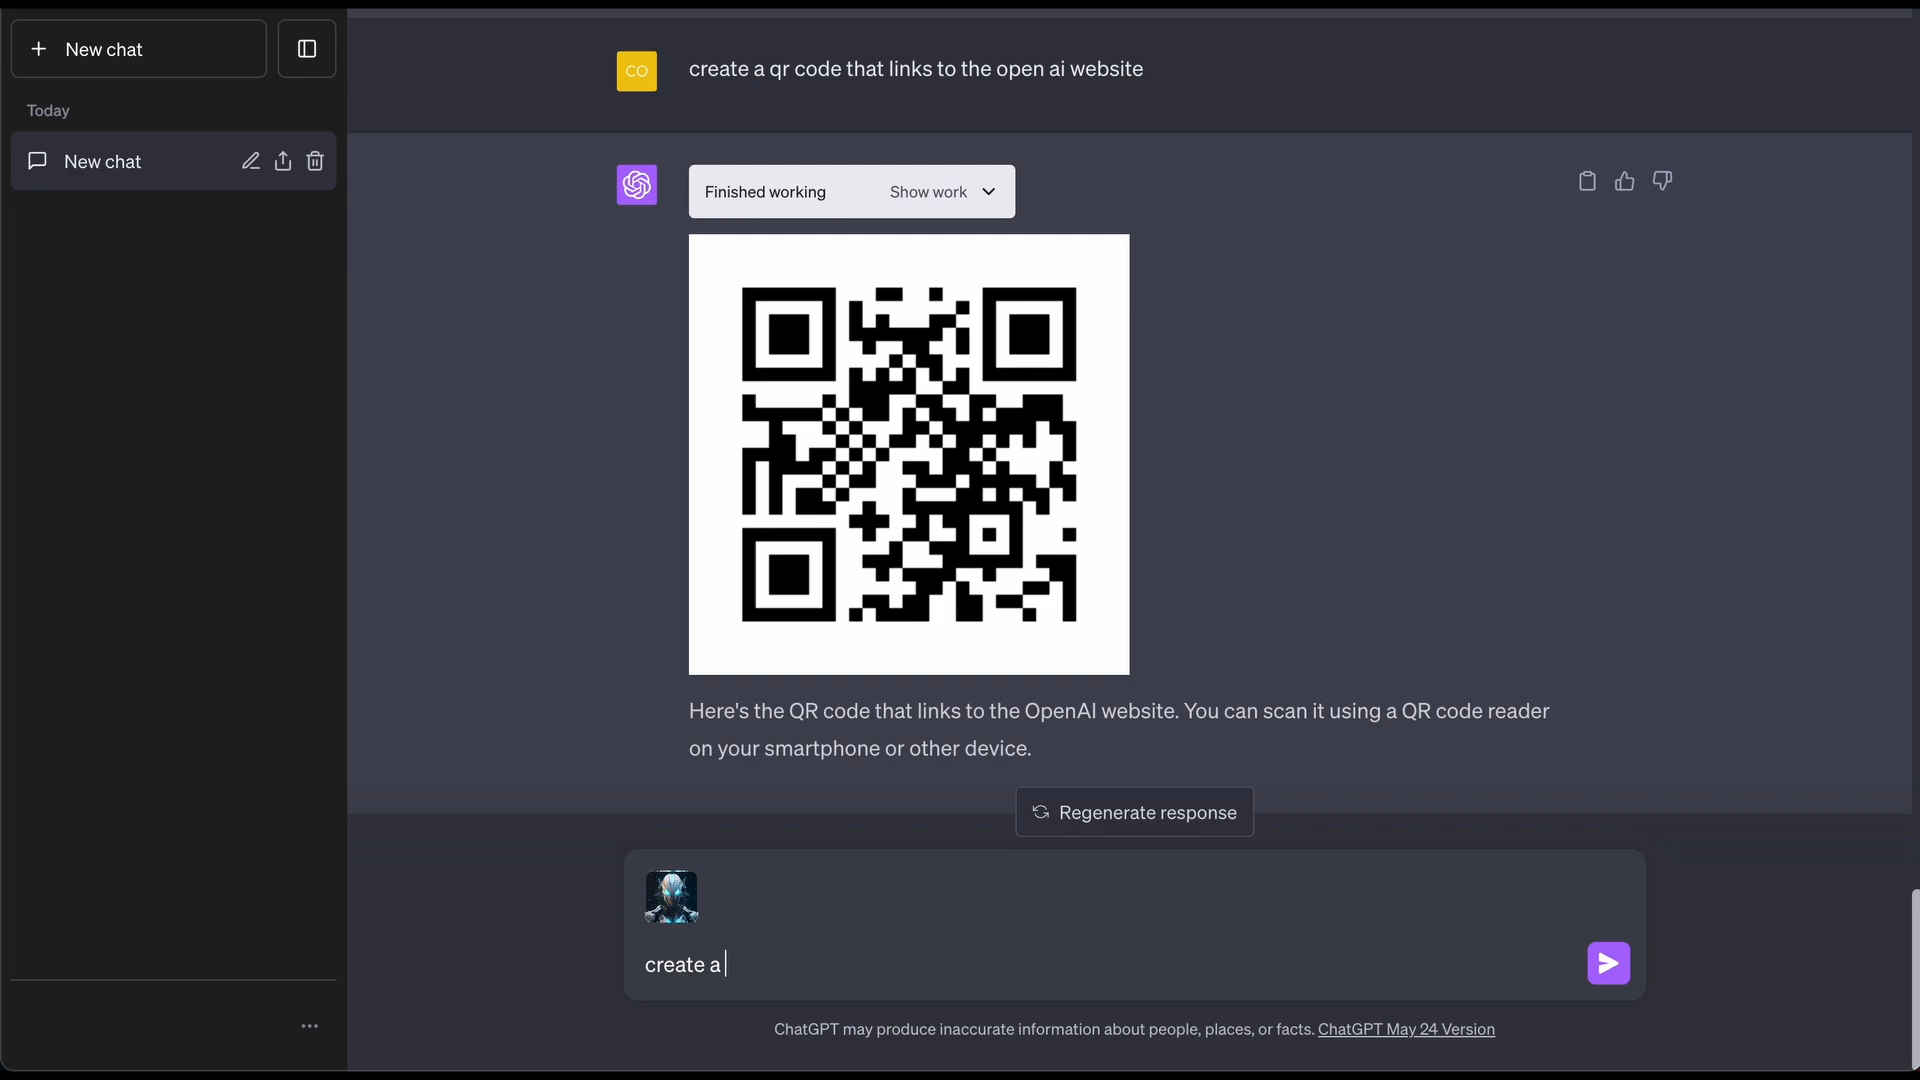 New chat
Today
New chat
CO
create a qr code that links to the open ai website
Finished working
Show work
Here's the QR code that links to the OpenAI website. You can scan it using a QR code reader
on your smartphone or other device.
Regenerate response
create a
ChatGPT may produce inaccurate information about people, places, or facts. ChatGPT May 24 Version